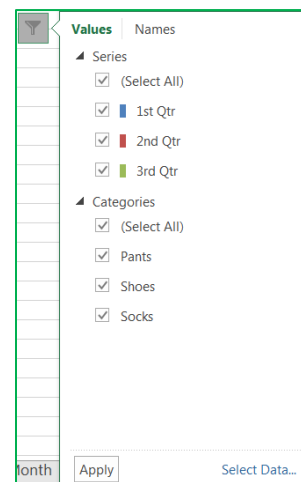 Values Names
Series
(Select All)
1st Qtr
2nd Qtr
3rd Qtr
Categories
(Select All)
Pants
Shoes
Socks
Month Apply Select Data...